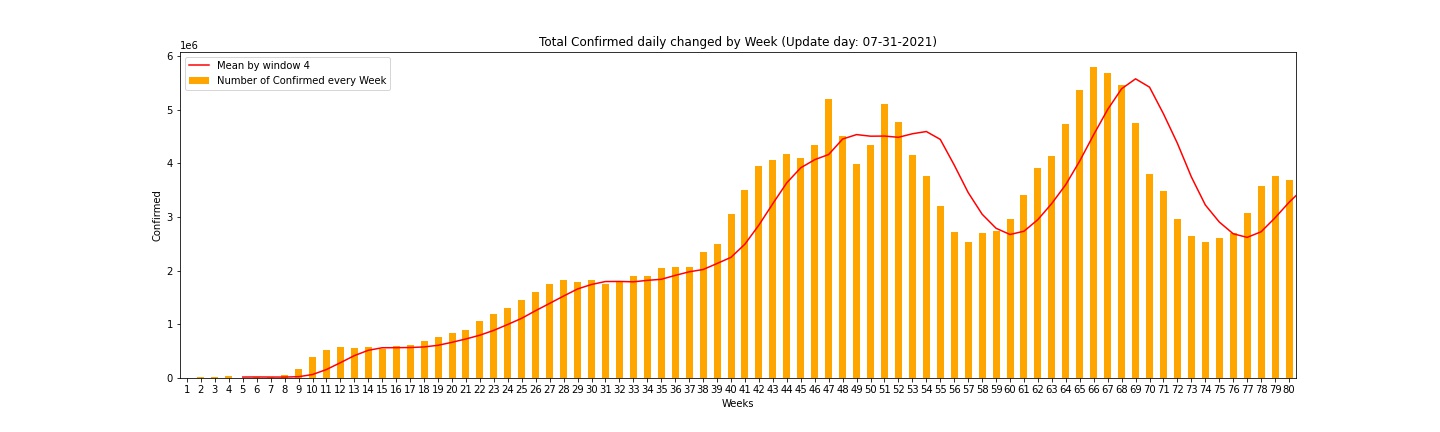 Total Confirmed daily changed by Week (Update day: 07-31-2021)
1e6
Mean by window 4
Number of Confirmed every Week
6
5
4
3
2
1
0
Confirmed
1 2 3 4 5 6 7 8 9 10 11 12 13 14 15 16 17 18 19 20 21 22 23 24 25 26 27 28 29 30 31 32 33 34 35 36 37 38 39 40 41 42 43 44 45 46 47 48 49 50 51 52 53 54 55 56 57 58 59 60 61 62 63 64 65 66 67 68 69 70 71 72 73 74 75 76 77 78 79 80
Weeks